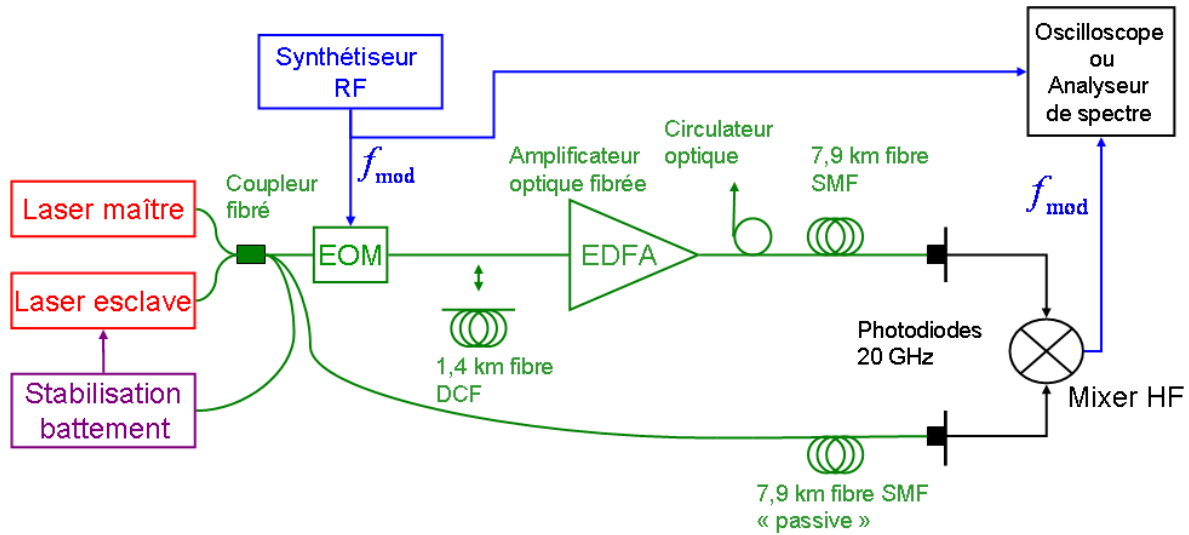 Synthétiseur
RF
Oscilloscope
ou
Analyseur
de spectre
f mod
Coupleur
fibré
Amplificateur
optique fibrée
Circulateur
optique
7,9 km fibre
SMF
f mod
Laser maître
EOM
EDFA
Laser esclave
1,4 km fibre
DCF
Photodiodes
20 GHz
Mixer HF
Stabilisation
battement
7,9 km fibre SMF
« passive »